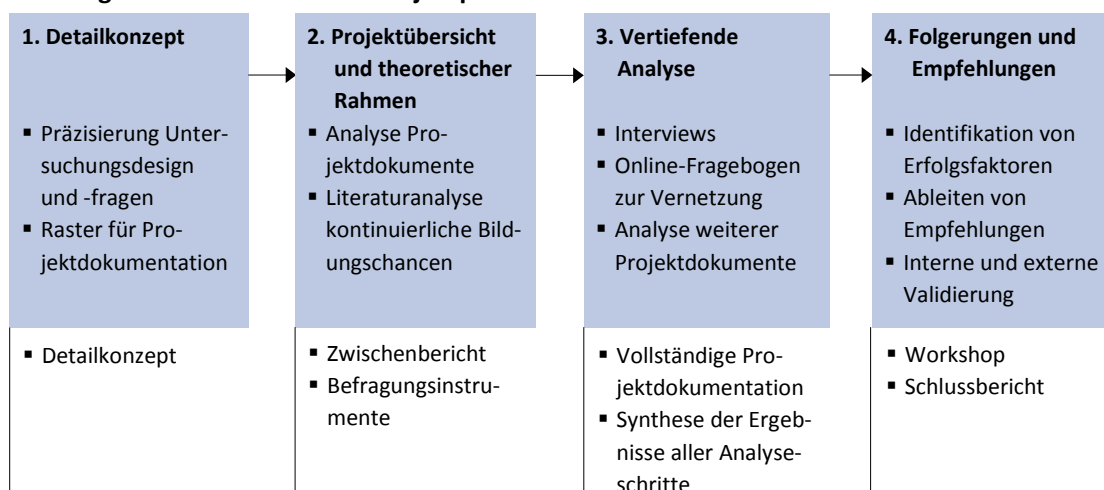 1. Detailkonzept
▪ Präzisierung Unter-
suchungsdesign
und -fragen
▪ Raster für Pro-
jektdokumentation
▪ Detailkonzept
2. Projektübersicht
und theoretischer
Rahmen
▪ Analyse Pro-
jektdokumente
▪ Literaturanalyse
kontinuierliche Bild-
ungschancen
▪ Zwischenbericht
▪ Befragungsinstru-
mente
3. Vertiefende
Analyse
▪ Interviews
▪ Online-Fragebogen
zur Vernetzung
▪ Analyse weiterer
Projektdokumente
▪ Vollständige Pro-
jektdokumentation
▪ Synthese der Ergeb-
nisse aller Analyse-
schritte
4. Folgerungen und
Empfehlungen
▪ Identifikation von
Erfolgsfaktoren
▪ Ableiten von
Empfehlungen
▪ Interne und externe
Validierung
▪ Workshop
▪ Schlussbericht